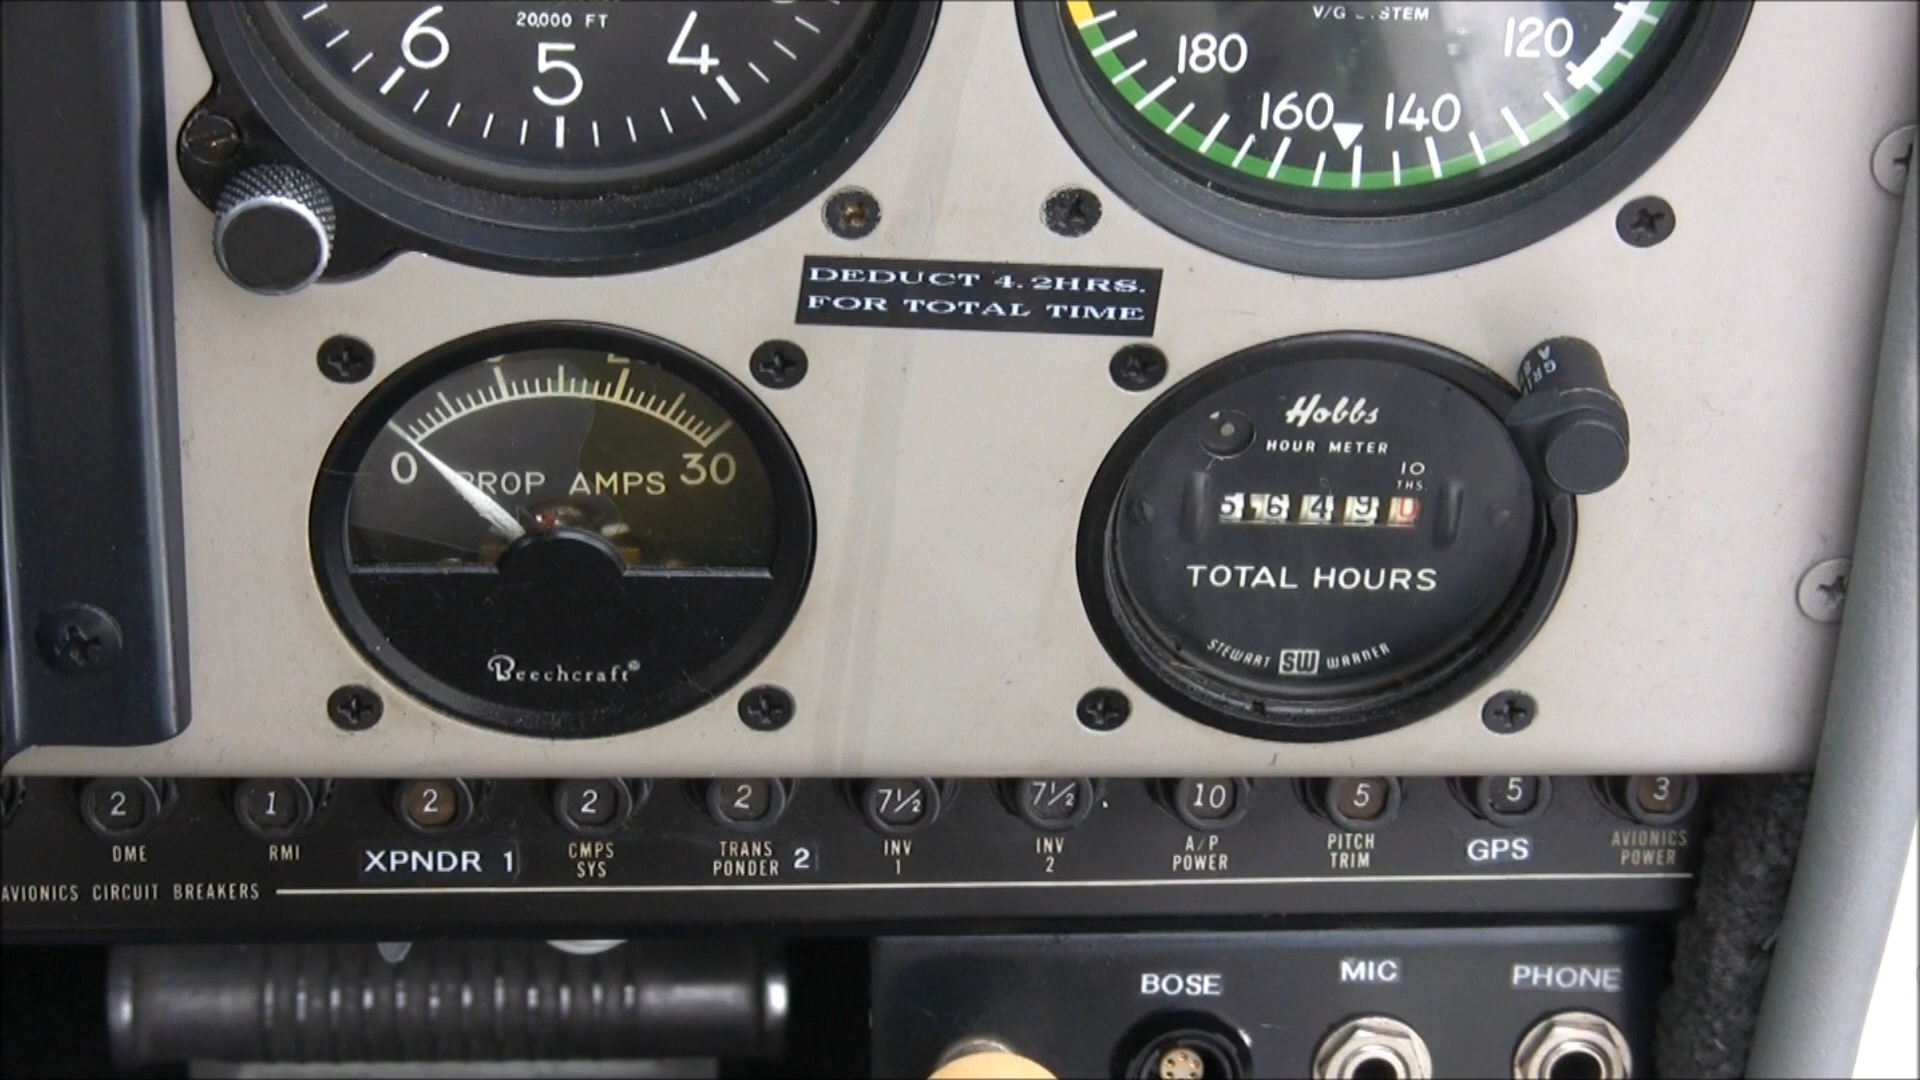 20,000 FT
6 5 4
V/G SYSTEM
180 160 140 120
DEDUCT 4.2HRS.
FOR TOTAL TIME
0 PROP AMPS 30
Beechcraft®
Hobbs
HOUR METER
10
THS.
5 6 4 9 0
TOTAL HOURS
STEWART SW WARNER
2 1 2 2 2 7½ 7½ 10 5 5 3
DME
RMI
XPNDR 1
CMPS
SYS
TRANS
PONDER 2
INV
1
INV
2
A/P
POWER
PITCH
TRIM
GPS
AVIONICS
POWER
AVIONICS CIRCUIT BREAKERS
BOSE MIC PHONE